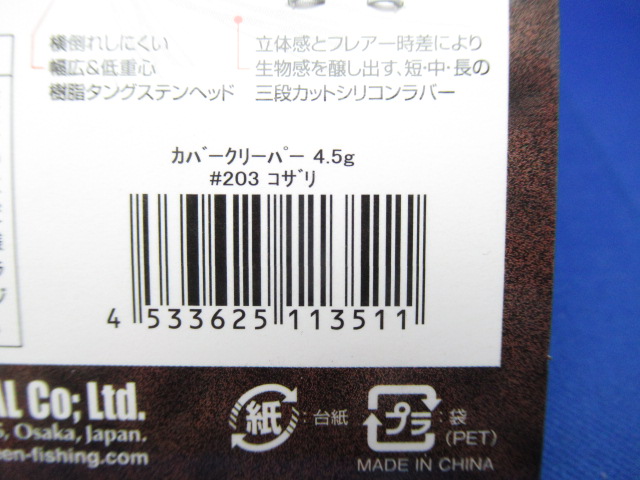 横倒れしにくい
幅広&低重心
樹脂タングステンヘッド
立体感とフレアー時差により
生物感を醸し出す、短・中・長の
三段カットシリコンラバー
ｶﾊﾞｰｸﾘｰﾊﾟｰ 4.5g
#203 ｺｻﾞﾘ
4 533625 113511
AL Co; Ltd.
, Osaka, Japan.
en-fishing.com
紙 : 台紙
プラ : 袋
(PET)
MADE IN CHINA